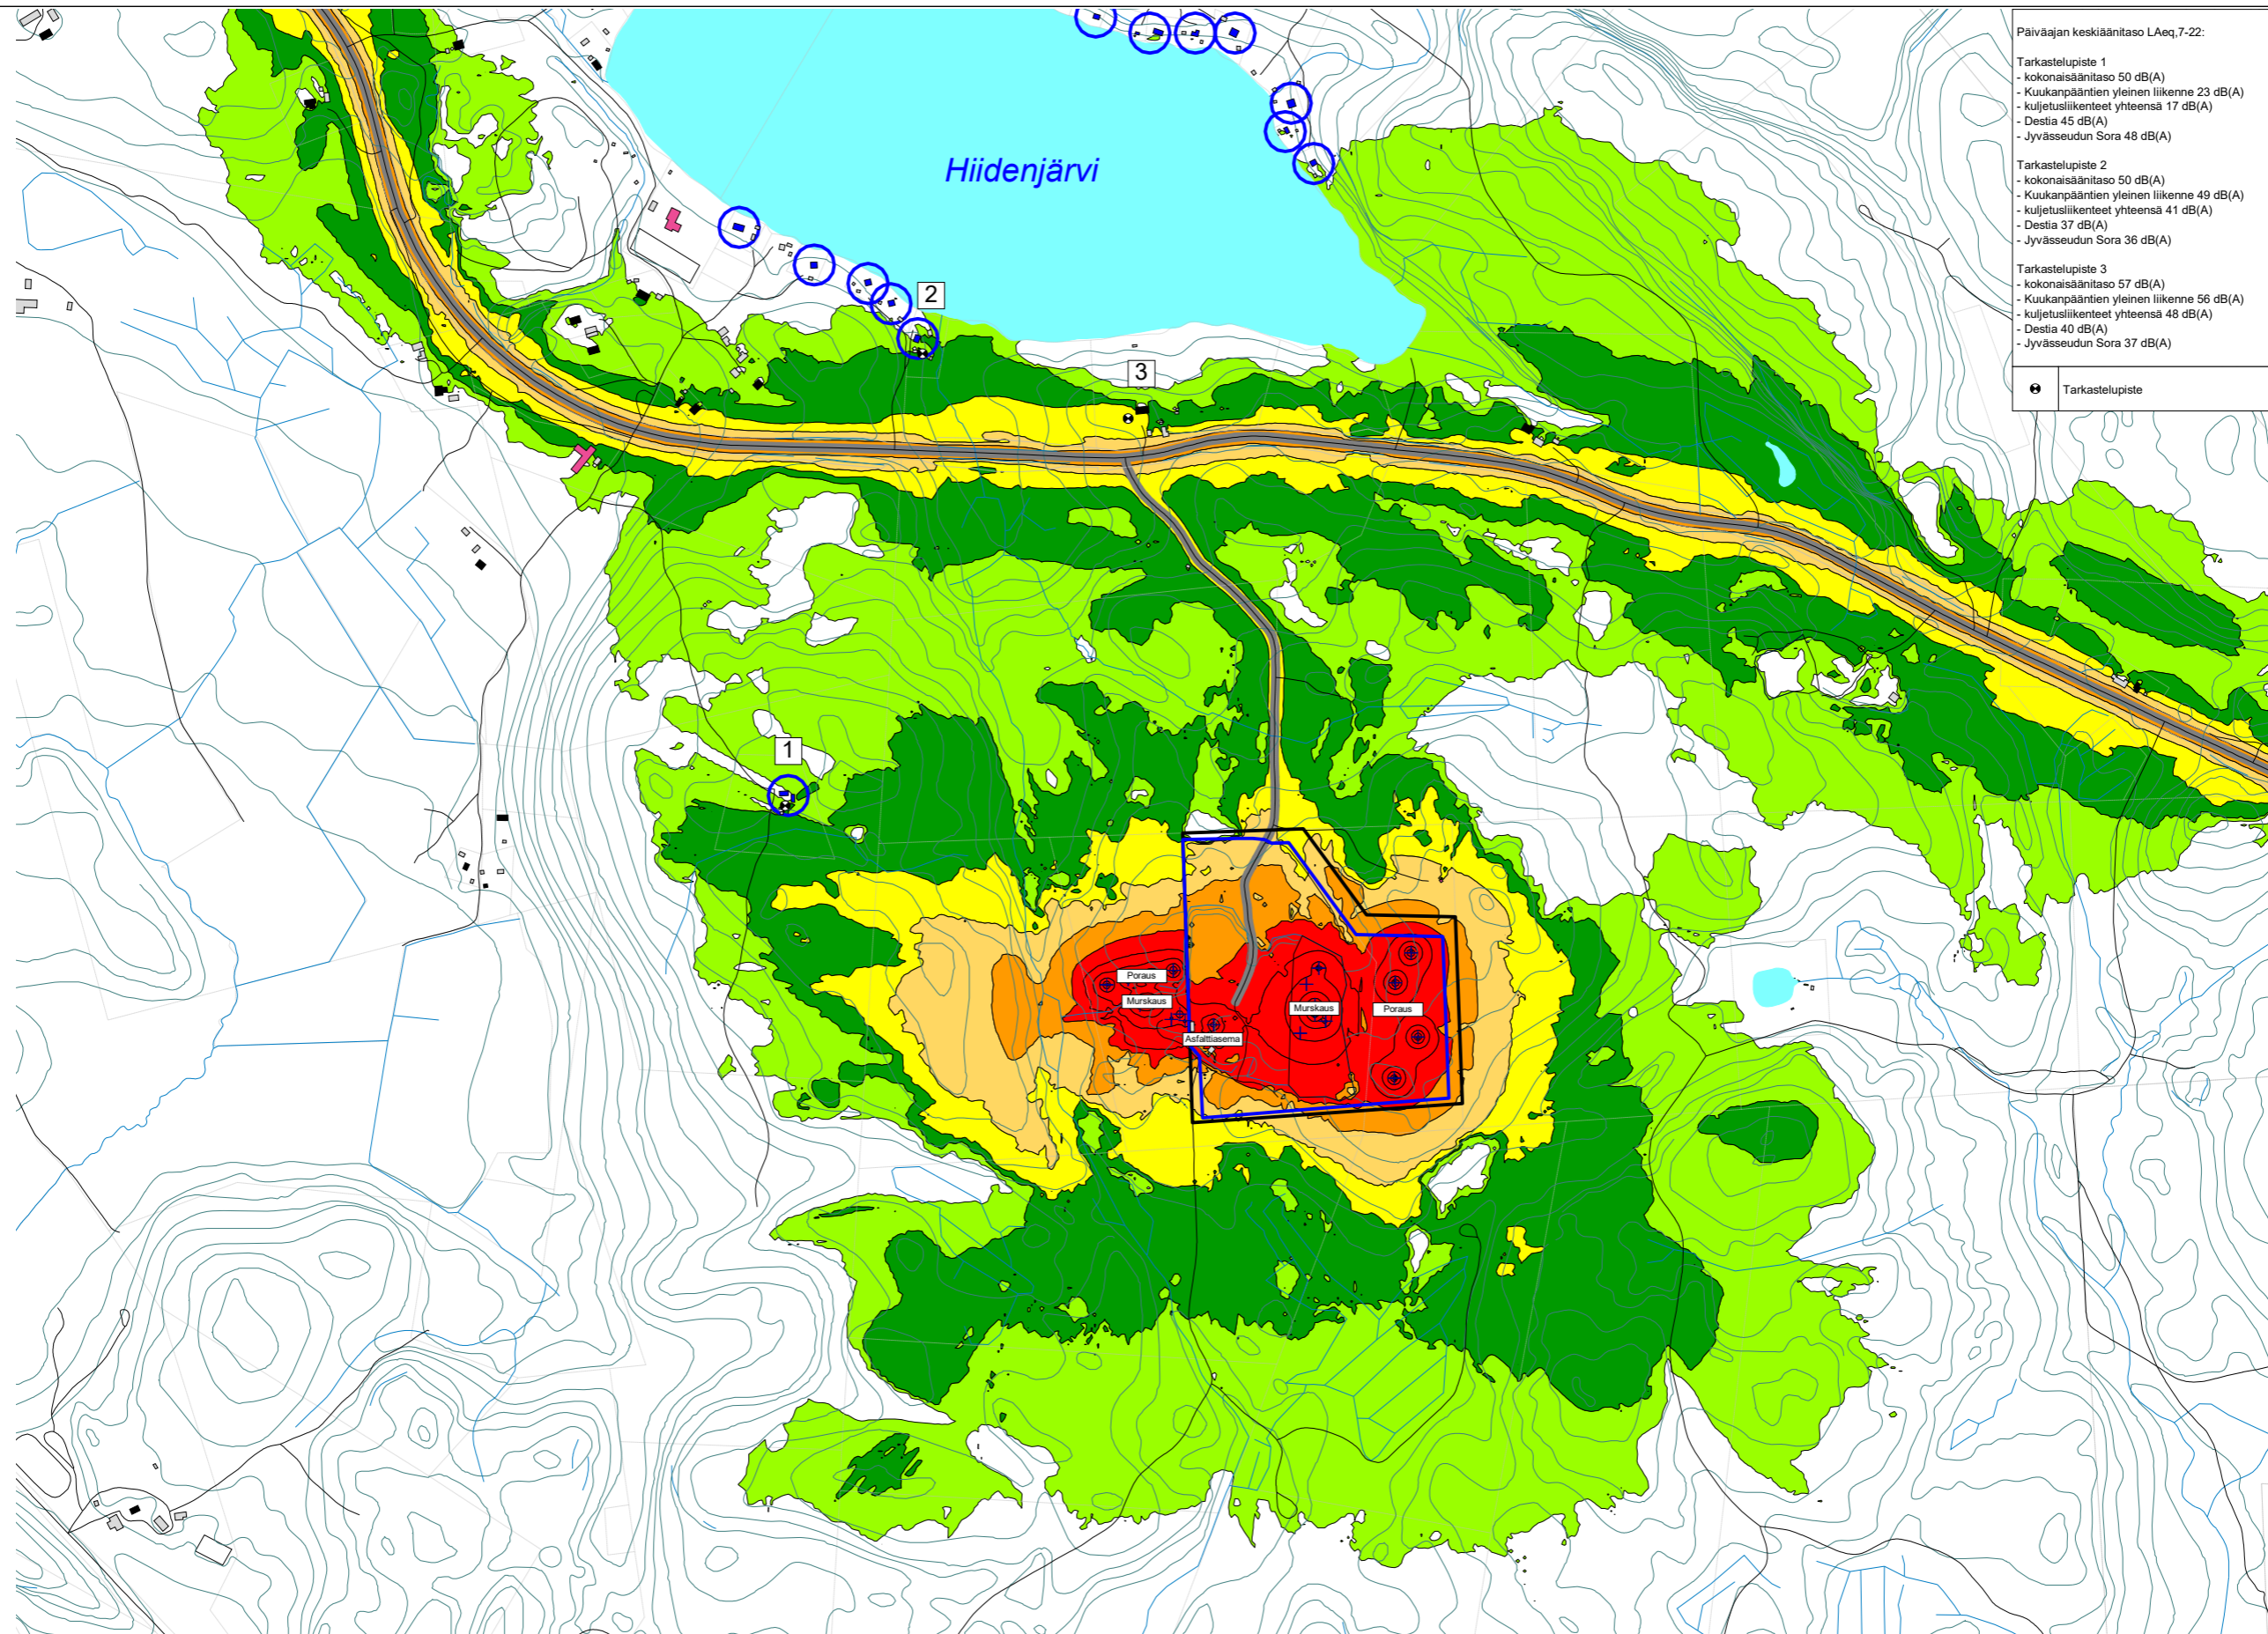 Päiväajan keskiäänitaso LAeq,7-22:
Tarkastelupiste 1
- kokonaisäänitaso 50 dB(A)
- Kuukanpääntien yleinen liikenne 23 dB(A)
- kuljetusliikenteet yhteensä 17 dB(A)
- Destia 45 dB(A)
- Jyvässeudun Sora 48 dB(A)
Tarkastelupiste 2
- kokonaisäänitaso 50 dB(A)
- Kuukanpääntien yleinen liikenne 49 dB(A)
- kuljetusliikenteet yhteensä 41 dB(A)
- Destia 37 dB(A)
- Jyvässeudun Sora 36 dB(A)
Tarkastelupiste 3
- kokonaisäänitaso 57 dB(A)
- Kuukanpääntien yleinen liikenne 56 dB(A)
- kuljetusliikenteet yhteensä 48 dB(A)
- Destia 40 dB(A)
- Jyvässeudun Sora 37 dB(A)
Tarkastelupiste
Hiidenjärvi
2
3
1
Poraus
Murskaus
Asfalttiasema
Murskaus
Poraus